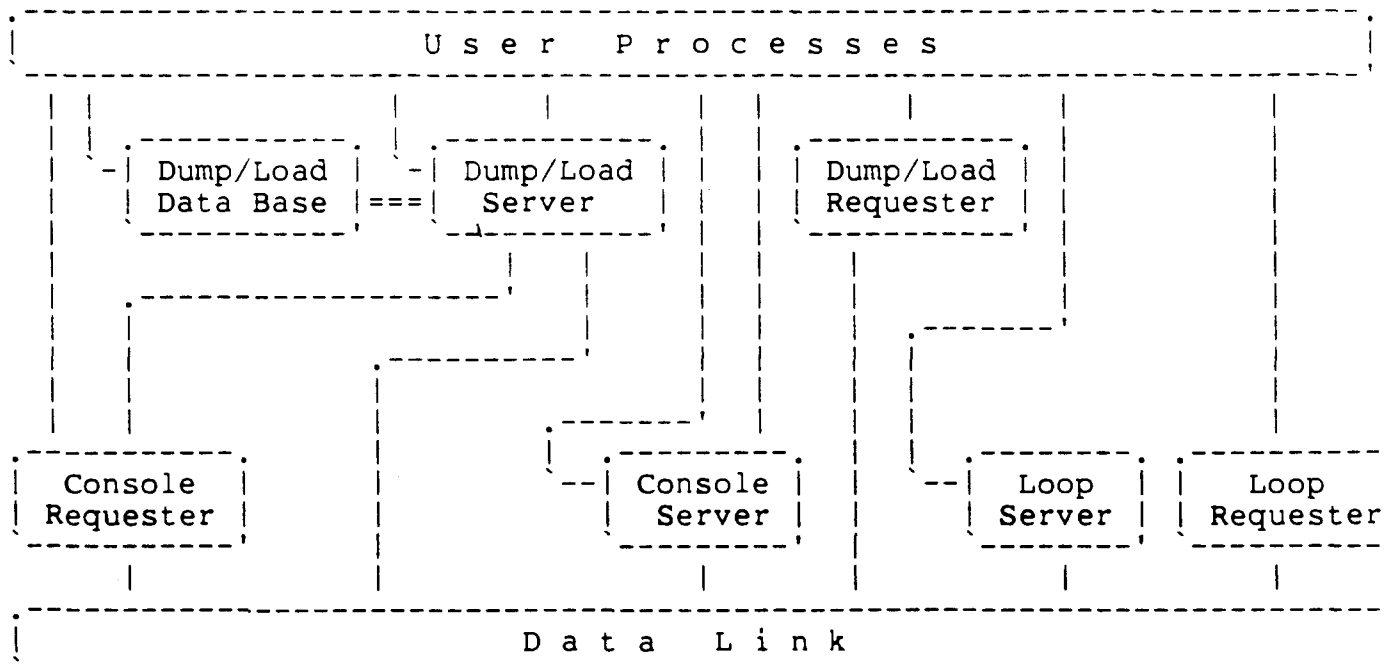 User Processes
Dump/Load
Data Base
Dump/Load
Server
Dump/Load
Requester
Console
Requester
Console
Server
Loop
Server
Loop
Requester
Data Link